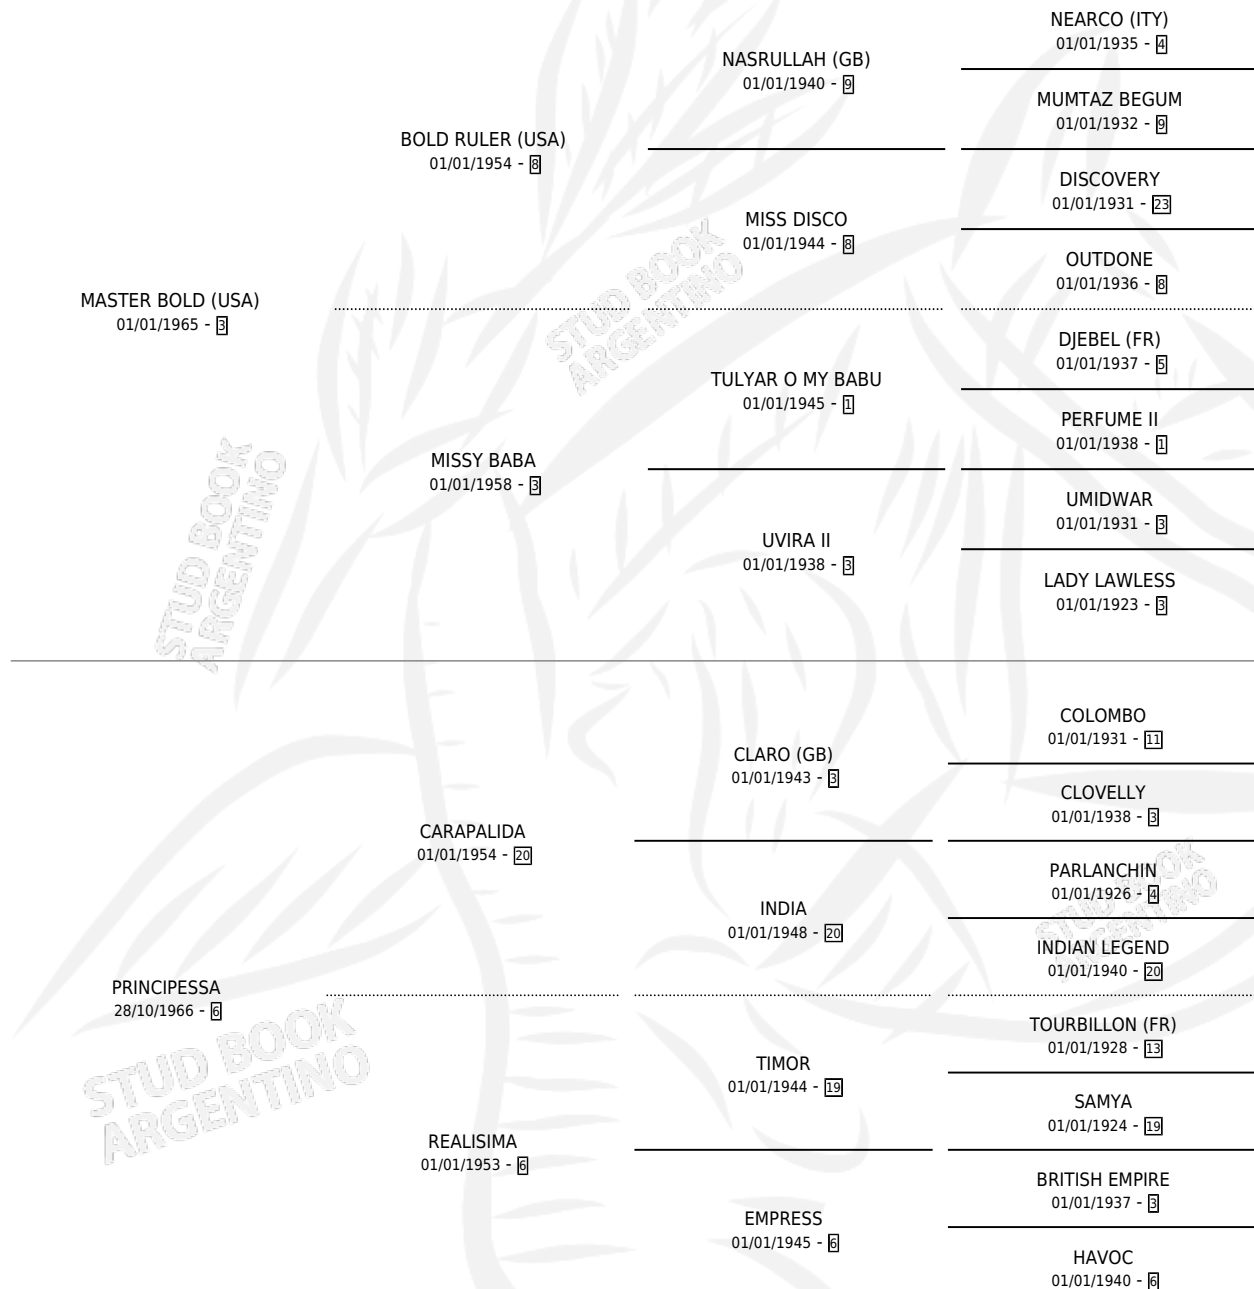 NEARCO (ITY)
01/01/1935 - 4
NASRULLAH (GB)
01/01/1940 - 9
MUMTAZ BEGUM
01/01/1932 - 9
BOLD RULER (USA)
01/01/1954 - 8
DISCOVERY
01/01/1931 - 23
MISS DISCO
01/01/1944 - 8
OUTDONE
01/01/1936 - 8
MASTER BOLD (USA)
01/01/1965 - 3
DJEBEL (FR)
01/01/1937 - 5
TULYAR O MY BABU
01/01/1945 - 1
PERFUME II
01/01/1938 - 1
MISSY BABA
01/01/1958 - 3
UMIDWAR
01/01/1931 - 3
UVIRA II
01/01/1938 - 3
LADY LAWLESS
01/01/1923 - 3
COLOMBO
01/01/1931 - 11
CLARO (GB)
01/01/1943 - 3
CLOVELLY
01/01/1938 - 3
CARAPALIDA
01/01/1954 - 20
PARLANCHIN
01/01/1926 - 4
INDIA
01/01/1948 - 20
INDIAN LEGEND
01/01/1940 - 20
PRINCIPESSA
28/10/1966 - 6
TOURBILLON (FR)
01/01/1928 - 13
TIMOR
01/01/1944 - 19
SAMYA
01/01/1924 - 19
REALISIMA
01/01/1953 - 6
BRITISH EMPIRE
01/01/1937 - 3
EMPRESS
01/01/1945 - 6
HAVOC
01/01/1940 - 6
STUD BOOK
ARGENTINO
STUD BOOK
ARGENTINO
STUD BOOK
ARGENTINO
STUD BOOK
ARGENTINO